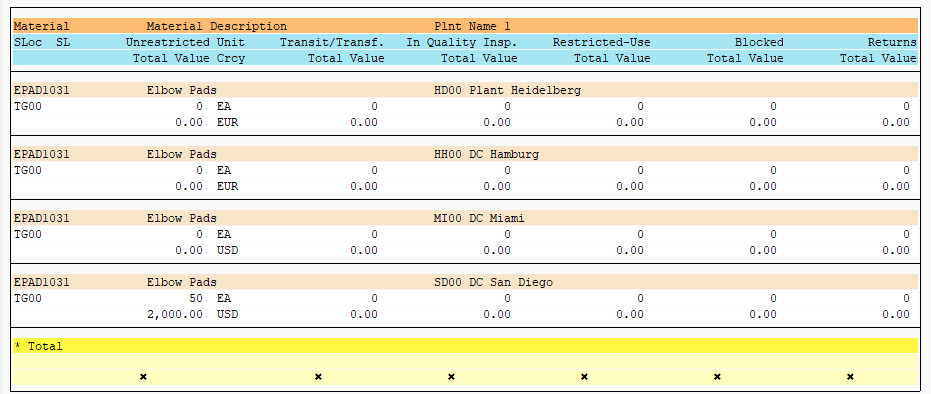 Material Material Description Plnt Name 1
SLoc SL Unrestricted Unit Transit/Transf. In Quality Insp. Restricted-Use Blocked Returns
Total Value Crcy Total Value Total Value Total Value Total Value Total Value
EPAD1031 Elbow Pads HD00 Plant Heidelberg
TG00 0 EA 0 0 0 0 0
0.00 EUR 0.00 0.00 0.00 0.00 0.00
EPAD1031 Elbow Pads HH00 DC Hamburg
TG00 0 EA 0 0 0 0 0
0.00 EUR 0.00 0.00 0.00 0.00 0.00
EPAD1031 Elbow Pads MI00 DC Miami
TG00 0 EA 0 0 0 0 0
0.00 USD 0.00 0.00 0.00 0.00 0.00
EPAD1031 Elbow Pads SD00 DC San Diego
TG00 50 EA 0 0 0 0 0
2,000.00 USD 0.00 0.00 0.00 0.00 0.00
* Total
× × × × × ×